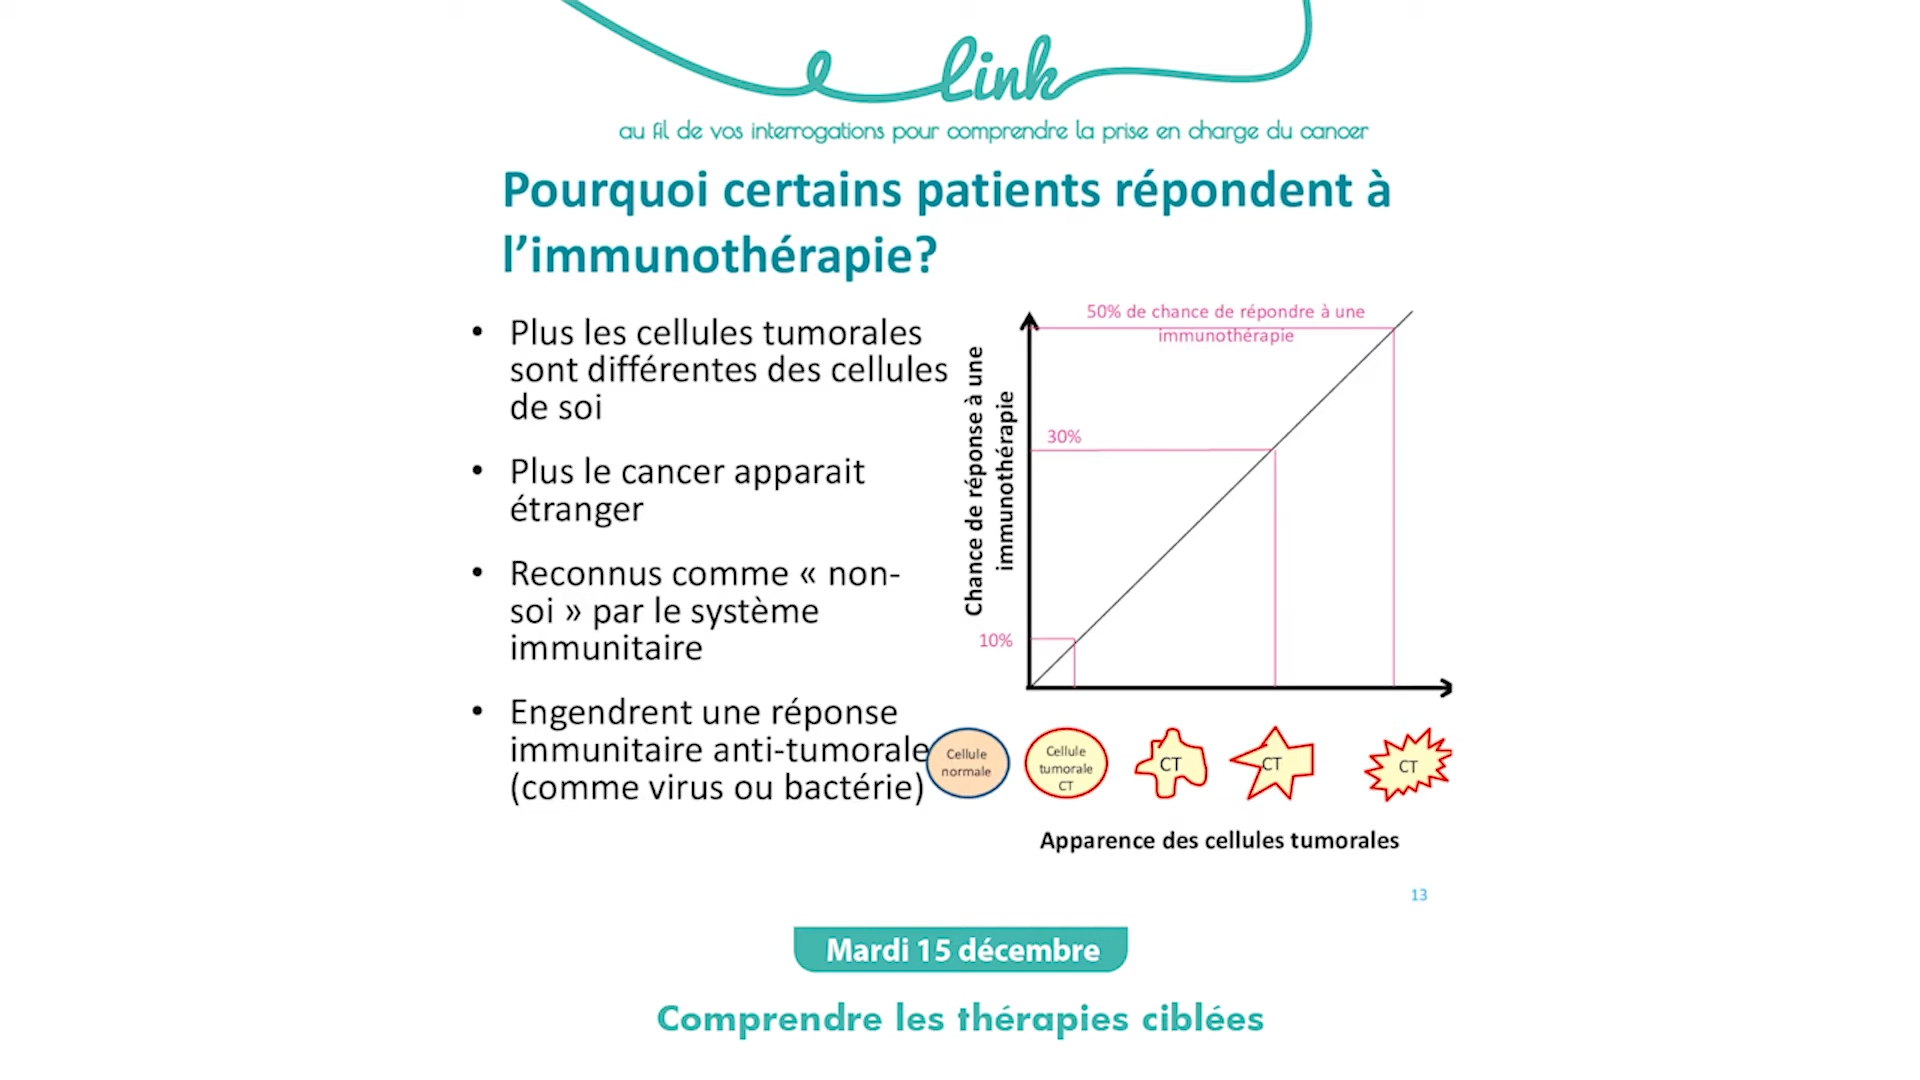 e link
au fil de vos interrogations pour comprendre la prise en charge du cancer
Pourquoi certains patients répondent à
l’immunothérapie?
• Plus les cellules tumorales
sont différentes des cellules
de soi
• Plus le cancer apparait
étranger
• Reconnus comme « non-
soi » par le système
immunitaire
• Engendrent une réponse
immunitaire anti-tumorale
(comme virus ou bactérie)
Chance de réponse à une
immunothérapie
50% de chance de répondre à une
immunothérapie
30%
10%
Cellule
normale
Cellule
tumorale
CT
CT
CT
CT
Apparence des cellules tumorales
13
Mardi 15 décembre
Comprendre les thérapies ciblées